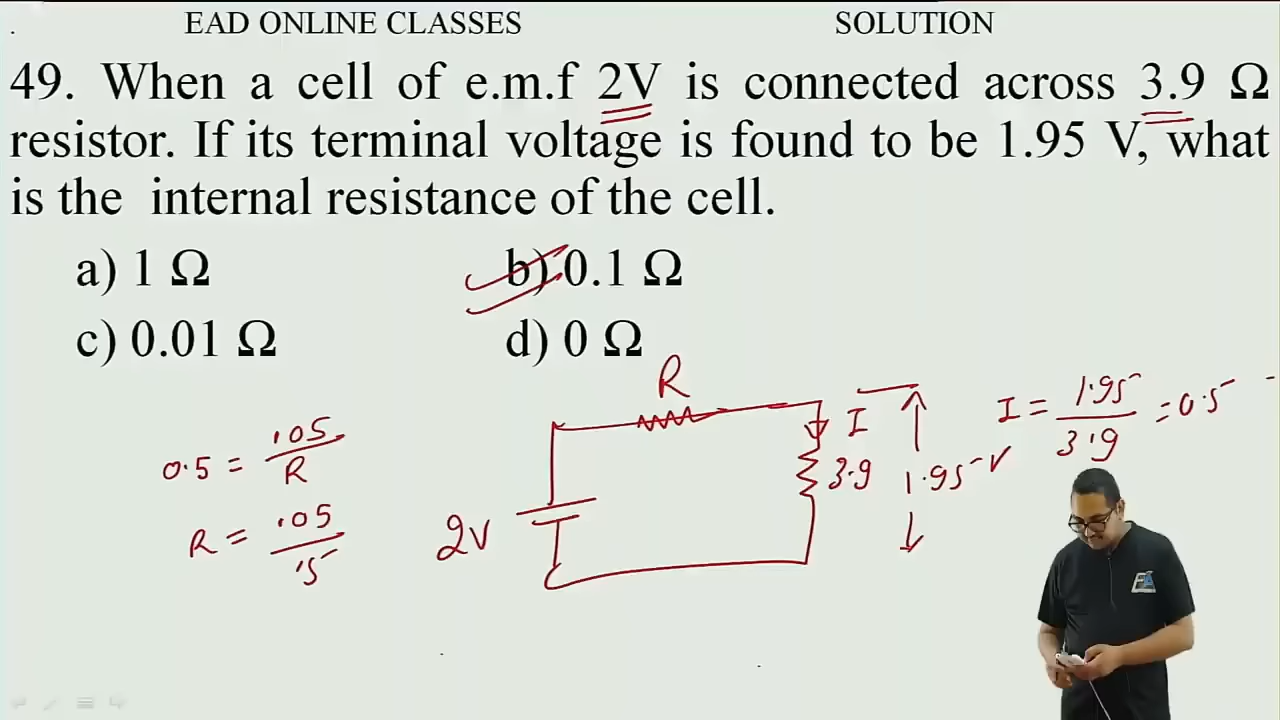 EAD ONLINE CLASSES SOLUTION
49. When a cell of e.m.f 2V is connected across 3.9 Ω
resistor. If its terminal voltage is found to be 1.95 V, what
is the internal resistance of the cell.
a) 1 Ω b) 0.1 Ω
c) 0.01 Ω d) 0 Ω
R
I
I = 1.95 / 3.9 = 0.5
0.5 = .05 / R
3.9 1.95 V
R = .05 / .5
2V